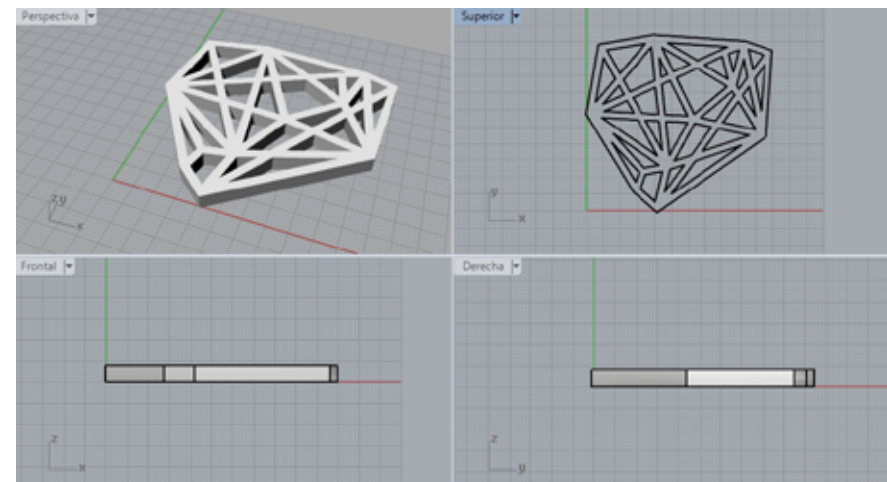 Perspectiva
Superior
z y
x
y
x
Frontal
Derecha
z
x
z
y